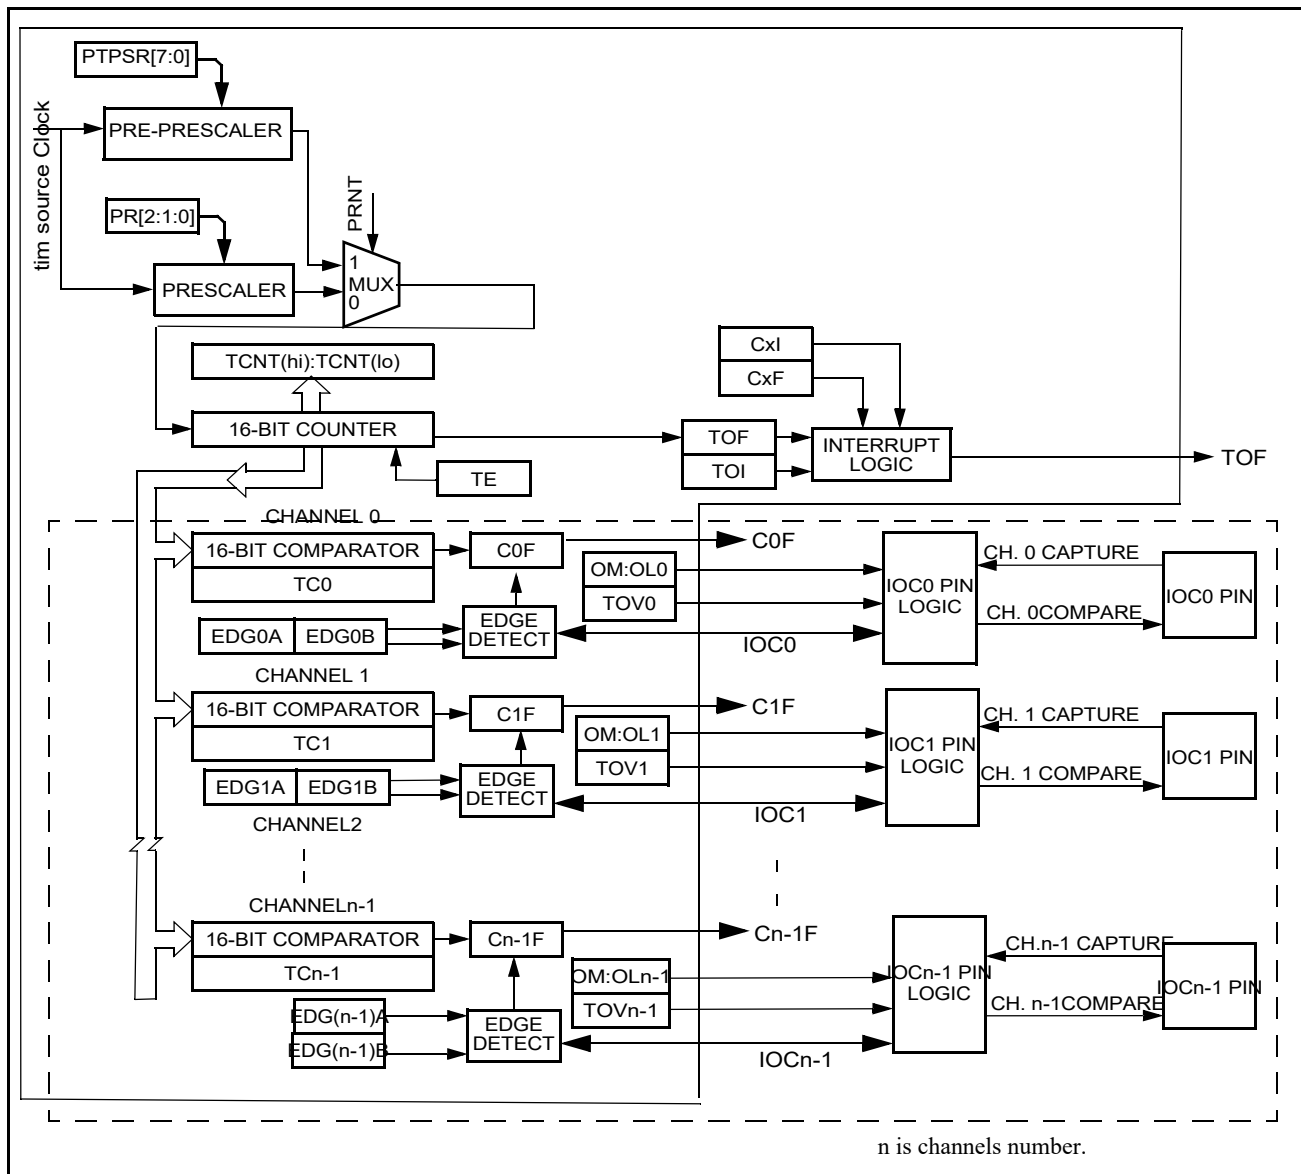 PTPSR[7:0]
tim source Clock
PRE-PRESCALER
PR[2:1:0]
PRNT
PRESCALER
1
MUX
0
TCNT(hi):TCNT(lo)
CxI
CxF
16-BIT COUNTER
TOF
TOI
INTERRUPT
LOGIC
TOF
TE
CHANNEL 0
16-BIT COMPARATOR
TC0
C0F
C0F
OM:OL0
TOV0
IOC0 PIN
LOGIC
CH. 0 CAPTURE
CH. 0COMPARE
IOC0 PIN
EDG0A
EDG0B
EDGE
DETECT
IOC0
CHANNEL 1
16-BIT COMPARATOR
TC1
C1F
C1F
OM:OL1
TOV1
IOC1 PIN
LOGIC
CH. 1 CAPTURE
CH. 1 COMPARE
IOC1 PIN
EDG1A
EDG1B
EDGE
DETECT
IOC1
CHANNEL2
CHANNELn-1
16-BIT COMPARATOR
TCn-1
Cn-1F
Cn-1F
OM:OLn-1
TOVn-1
IOCn-1 PIN
LOGIC
CH.n-1 CAPTURE
CH. n-1COMPARE
IOCn-1 PIN
EDG(n-1)A
EDG(n-1)B
EDGE
DETECT
IOCn-1
n is channels number.